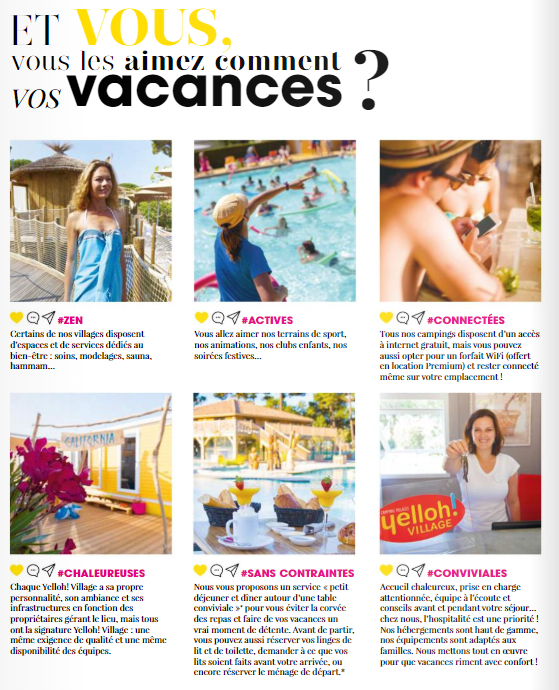 ET VOUS,
vous les aimez comment
VOS vacances ?
#ZEN
Certains de nos villages disposent
d'espaces et de services dédiés au
bien-être : soins, modelages, sauna,
hammam...
#ACTIVES
Vous allez aimer nos terrains de sport,
nos animations, nos clubs enfants, nos
soirées festives...
#CONNECTÉES
Tous nos campings disposent d'un accès
à internet gratuit, mais vous pouvez
aussi opter pour un forfait WiFi (offert
en location Premium) et rester connecté
même sur votre emplacement !
CALIFORNIA
#CHALEUREUSES
Chaque Yelloh! Village a sa propre
personnalité, son ambiance et ses
infrastructures en fonction des
propriétaires gérant le lieu, mais tous
ont la signature Yelloh! Village : une
même exigence de qualité et une même
disponibilité des équipes.
#SANS CONTRAINTES
Nous vous proposons un service « petit
déjeuner et dîner autour d'une table
conviviale »* pour vous éviter la corvée
des repas et faire de vos vacances un
vrai moment de détente. Avant de partir,
vous pouvez aussi réserver vos linges de
lit et de toilette, demander à ce que vos
lits soient faits avant votre arrivée, ou
encore réserver le ménage de départ.*
CAMPING VILLAGES
yelloh!
VILLAGE
#CONVIVIALES
Accueil chaleureux, prise en charge
attentionnée, équipe à l'écoute et
conseils avant et pendant votre séjour...
chez nous, l'hospitalité est une priorité !
Nos hébergements sont haut de gamme,
nos équipements sont adaptés aux
familles. Nous mettons tout en œuvre
pour que vacances riment avec confort !